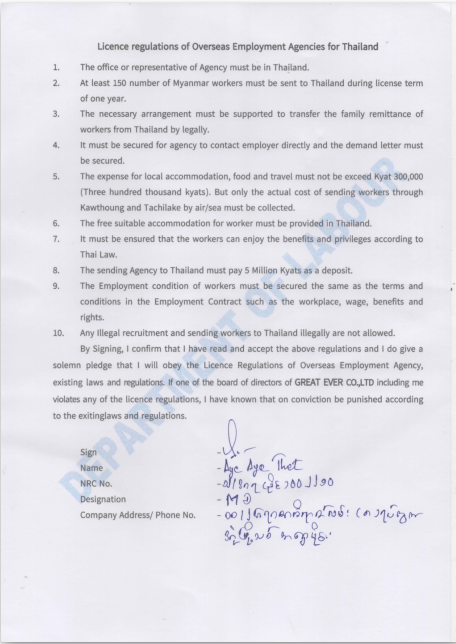 Licence regulations of Overseas Employment Agencies for Thailand
1. The office or representative of Agency must be in Thailand.
2. At least 150 number of Myanmar workers must be sent to Thailand during license term
of one year.
3. The necessary arrangement must be supported to transfer the family remittance of
workers from Thailand by legally.
4. It must be secured for agency to contact employer directly and the demand letter must
be secured.
5. The expense for local accommodation, food and travel must not be exceed Kyat 300,000
(Three hundred thousand kyats). But only the actual cost of sending workers through
Kawthoung and Tachilake by air/sea must be collected.
6. The free suitable accommodation for worker must be provided in Thailand.
7. It must be ensured that the workers can enjoy the benefits and privileges according to
Thai Law.
8. The sending Agency to Thailand must pay 5 Million Kyats as a deposit.
9. The Employment condition of workers must be secured the same as the terms and
conditions in the Employment Contract such as the workplace, wage, benefits and
rights.
10. Any Illegal recruitment and sending workers to Thailand illegally are not allowed.
By Signing, I confirm that I have read and accept the above regulations and I do give a
solemn pledge that I will obey the Licence Regulations of Overseas Employment Agency,
existing laws and regulations. If one of the board of directors of GREAT EVER CO.,LTD including me
violates any of the licence regulations, I have known that on conviction be punished according
to the exitinglaws and regulations.
Sign -
Name - Aye Aye Thet
NRC No. -
Designation - MD
Company Address/ Phone No. -
DEPARTMENT OF LABOUR